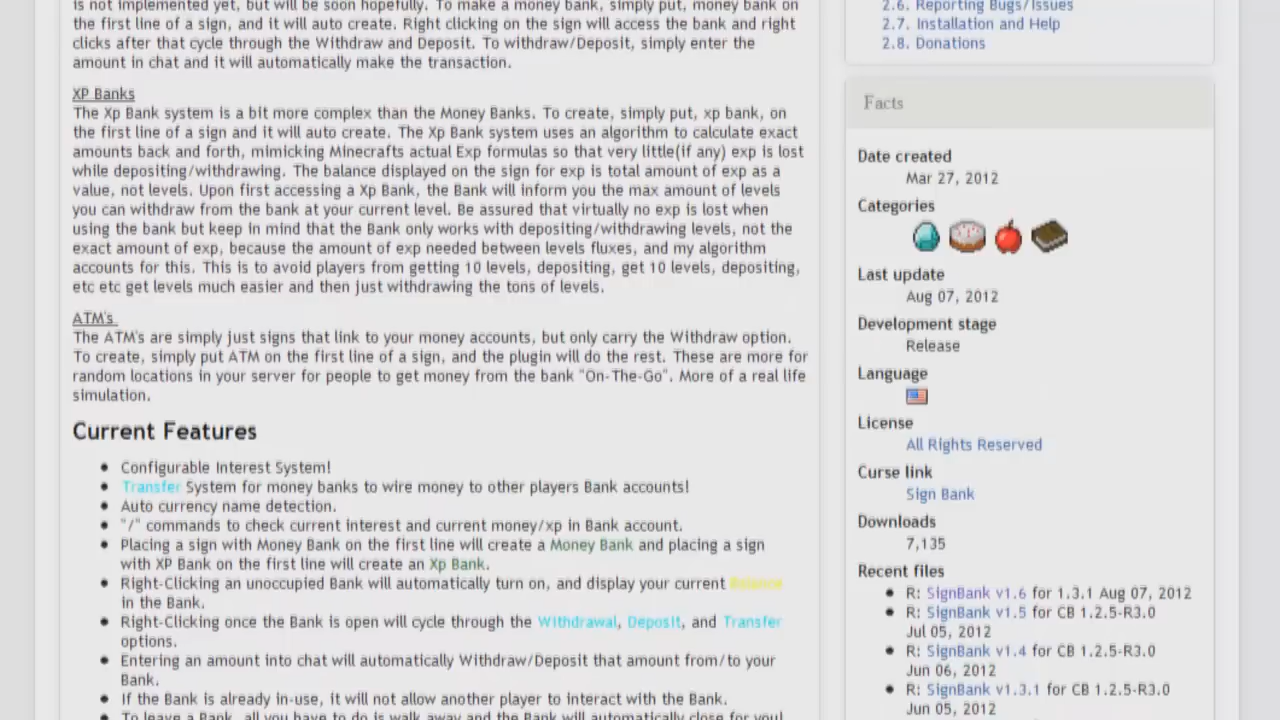 is not implemented yet, but will be soon hopefully. To make a money bank, simply put, money bank on
the first line of a sign, and it will auto create. Right clicking on the sign will access the bank and right
clicks after that cycle through the Withdraw and Deposit. To withdraw/Deposit, simply enter the
amount in chat and it will automatically make the transaction.
XP Banks
The Xp Bank system is a bit more complex than the Money Banks. To create, simply put, xp bank, on
the first line of a sign and it will auto create. The Xp Bank system uses an algorithm to calculate exact
amounts back and forth, mimicking Minecrafts actual Exp formulas so that very little(if any) exp is lost
while depositing/withdrawing. The balance displayed on the sign for exp is total amount of exp as a
value, not levels. Upon first accessing a Xp Bank, the Bank will inform you the max amount of levels
you can withdraw from the bank at your current level. Be assured that virtually no exp is lost when
using the bank but keep in mind that the Bank only works with depositing/withdrawing levels, not the
exact amount of exp, because the amount of exp needed between levels fluxes, and my algorithm
accounts for this. This is to avoid players from getting 10 levels, depositing, get 10 levels, depositing,
etc etc get levels much easier and then just withdrawing the tons of levels.
ATM's
The ATM's are simply just signs that link to your money accounts, but only carry the Withdraw option.
To create, simply put ATM on the first line of a sign, and the plugin will do the rest. These are more for
random locations in your server for people to get money from the bank "On-The-Go". More of a real life
simulation.
Current Features
Configurable Interest System!
Transfer System for money banks to wire money to other players Bank accounts!
Auto currency name detection.
"/" commands to check current interest and current money/xp in Bank account.
Placing a sign with Money Bank on the first line will create a Money Bank and placing a sign
with XP Bank on the first line will create an Xp Bank.
Right-Clicking an unoccupied Bank will automatically turn on, and display your current Balance
in the Bank.
Right-Clicking once the Bank is open will cycle through the Withdrawal, Deposit, and Transfer
options.
Entering an amount into chat will automatically Withdraw/Deposit that amount from/to your
Bank.
If the Bank is already in-use, it will not allow another player to interact with the Bank.
To leave a Bank, all you have to do is walk away and the Bank will automatically close for you!
2.6. Reporting Bugs/Issues
2.7. Installation and Help
2.8. Donations
Facts
Date created
Mar 27, 2012
Categories
Last update
Aug 07, 2012
Development stage
Release
Language
License
All Rights Reserved
Curse link
Sign Bank
Downloads
7,135
Recent files
R: SignBank v1.6 for 1.3.1 Aug 07, 2012
R: SignBank v1.5 for CB 1.2.5-R3.0
Jul 05, 2012
R: SignBank v1.4 for CB 1.2.5-R3.0
Jun 06, 2012
R: SignBank v1.3.1 for CB 1.2.5-R3.0
Jun 05, 2012